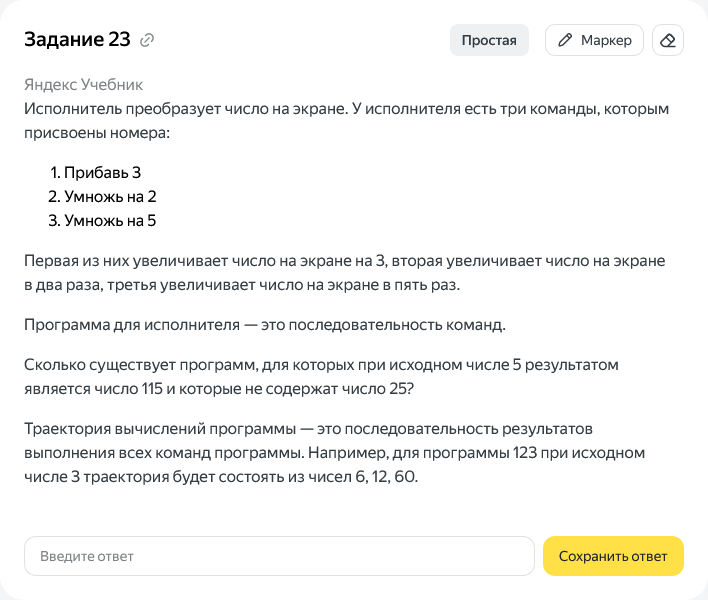 Задание 23
Простая
Маркер
Яндекс Учебник
Исполнитель преобразует число на экране. У исполнителя есть три команды, которым
присвоены номера:
1. Прибавь 3
2. Умножь на 2
3. Умножь на 5
Первая из них увеличивает число на экране на 3, вторая увеличивает число на экране
в два раза, третья увеличивает число на экране в пять раз.
Программа для исполнителя — это последовательность команд.
Сколько существует программ, для которых при исходном числе 5 результатом
является число 115 и которые не содержат число 25?
Траектория вычислений программы — это последовательность результатов
выполнения всех команд программы. Например, для программы 123 при исходном
числе 3 траектория будет состоять из чисел 6, 12, 60.
Введите ответ
Сохранить ответ